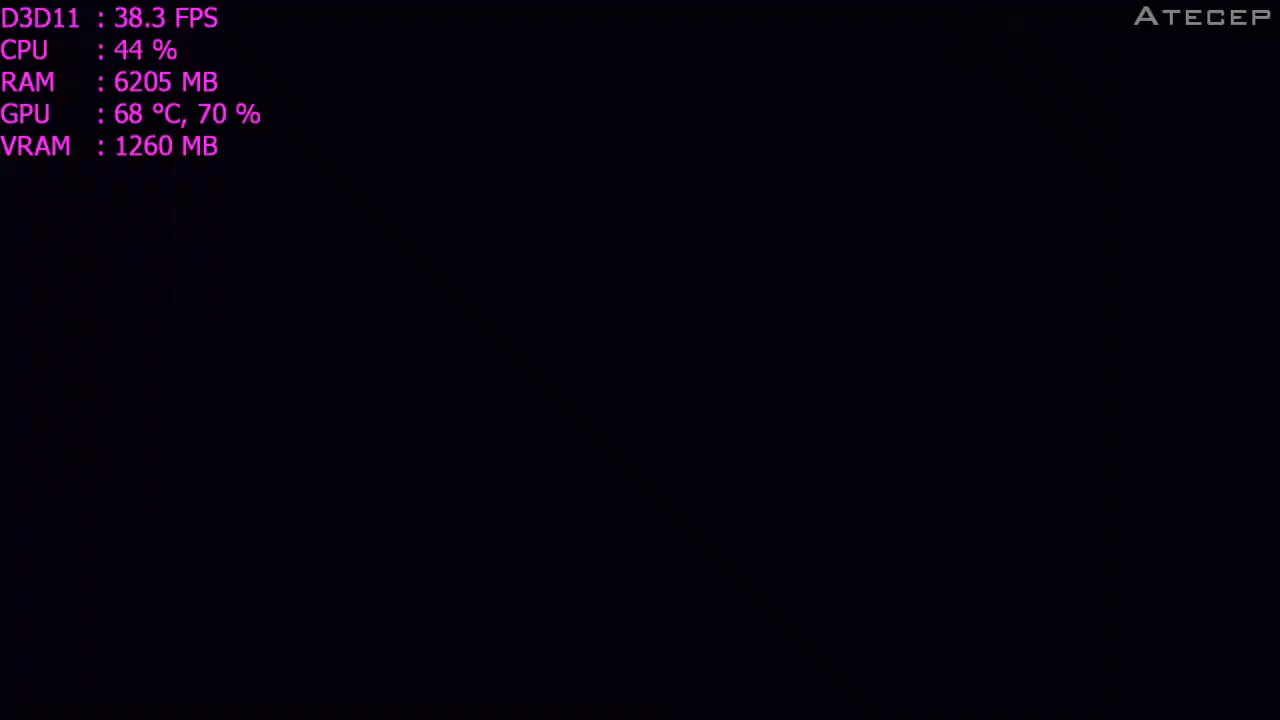 D3D11 : 38.3 FPS
ATECEP
CPU : 44 %
RAM : 6205 MB
GPU : 68 °C, 70 %
VRAM : 1260 MB